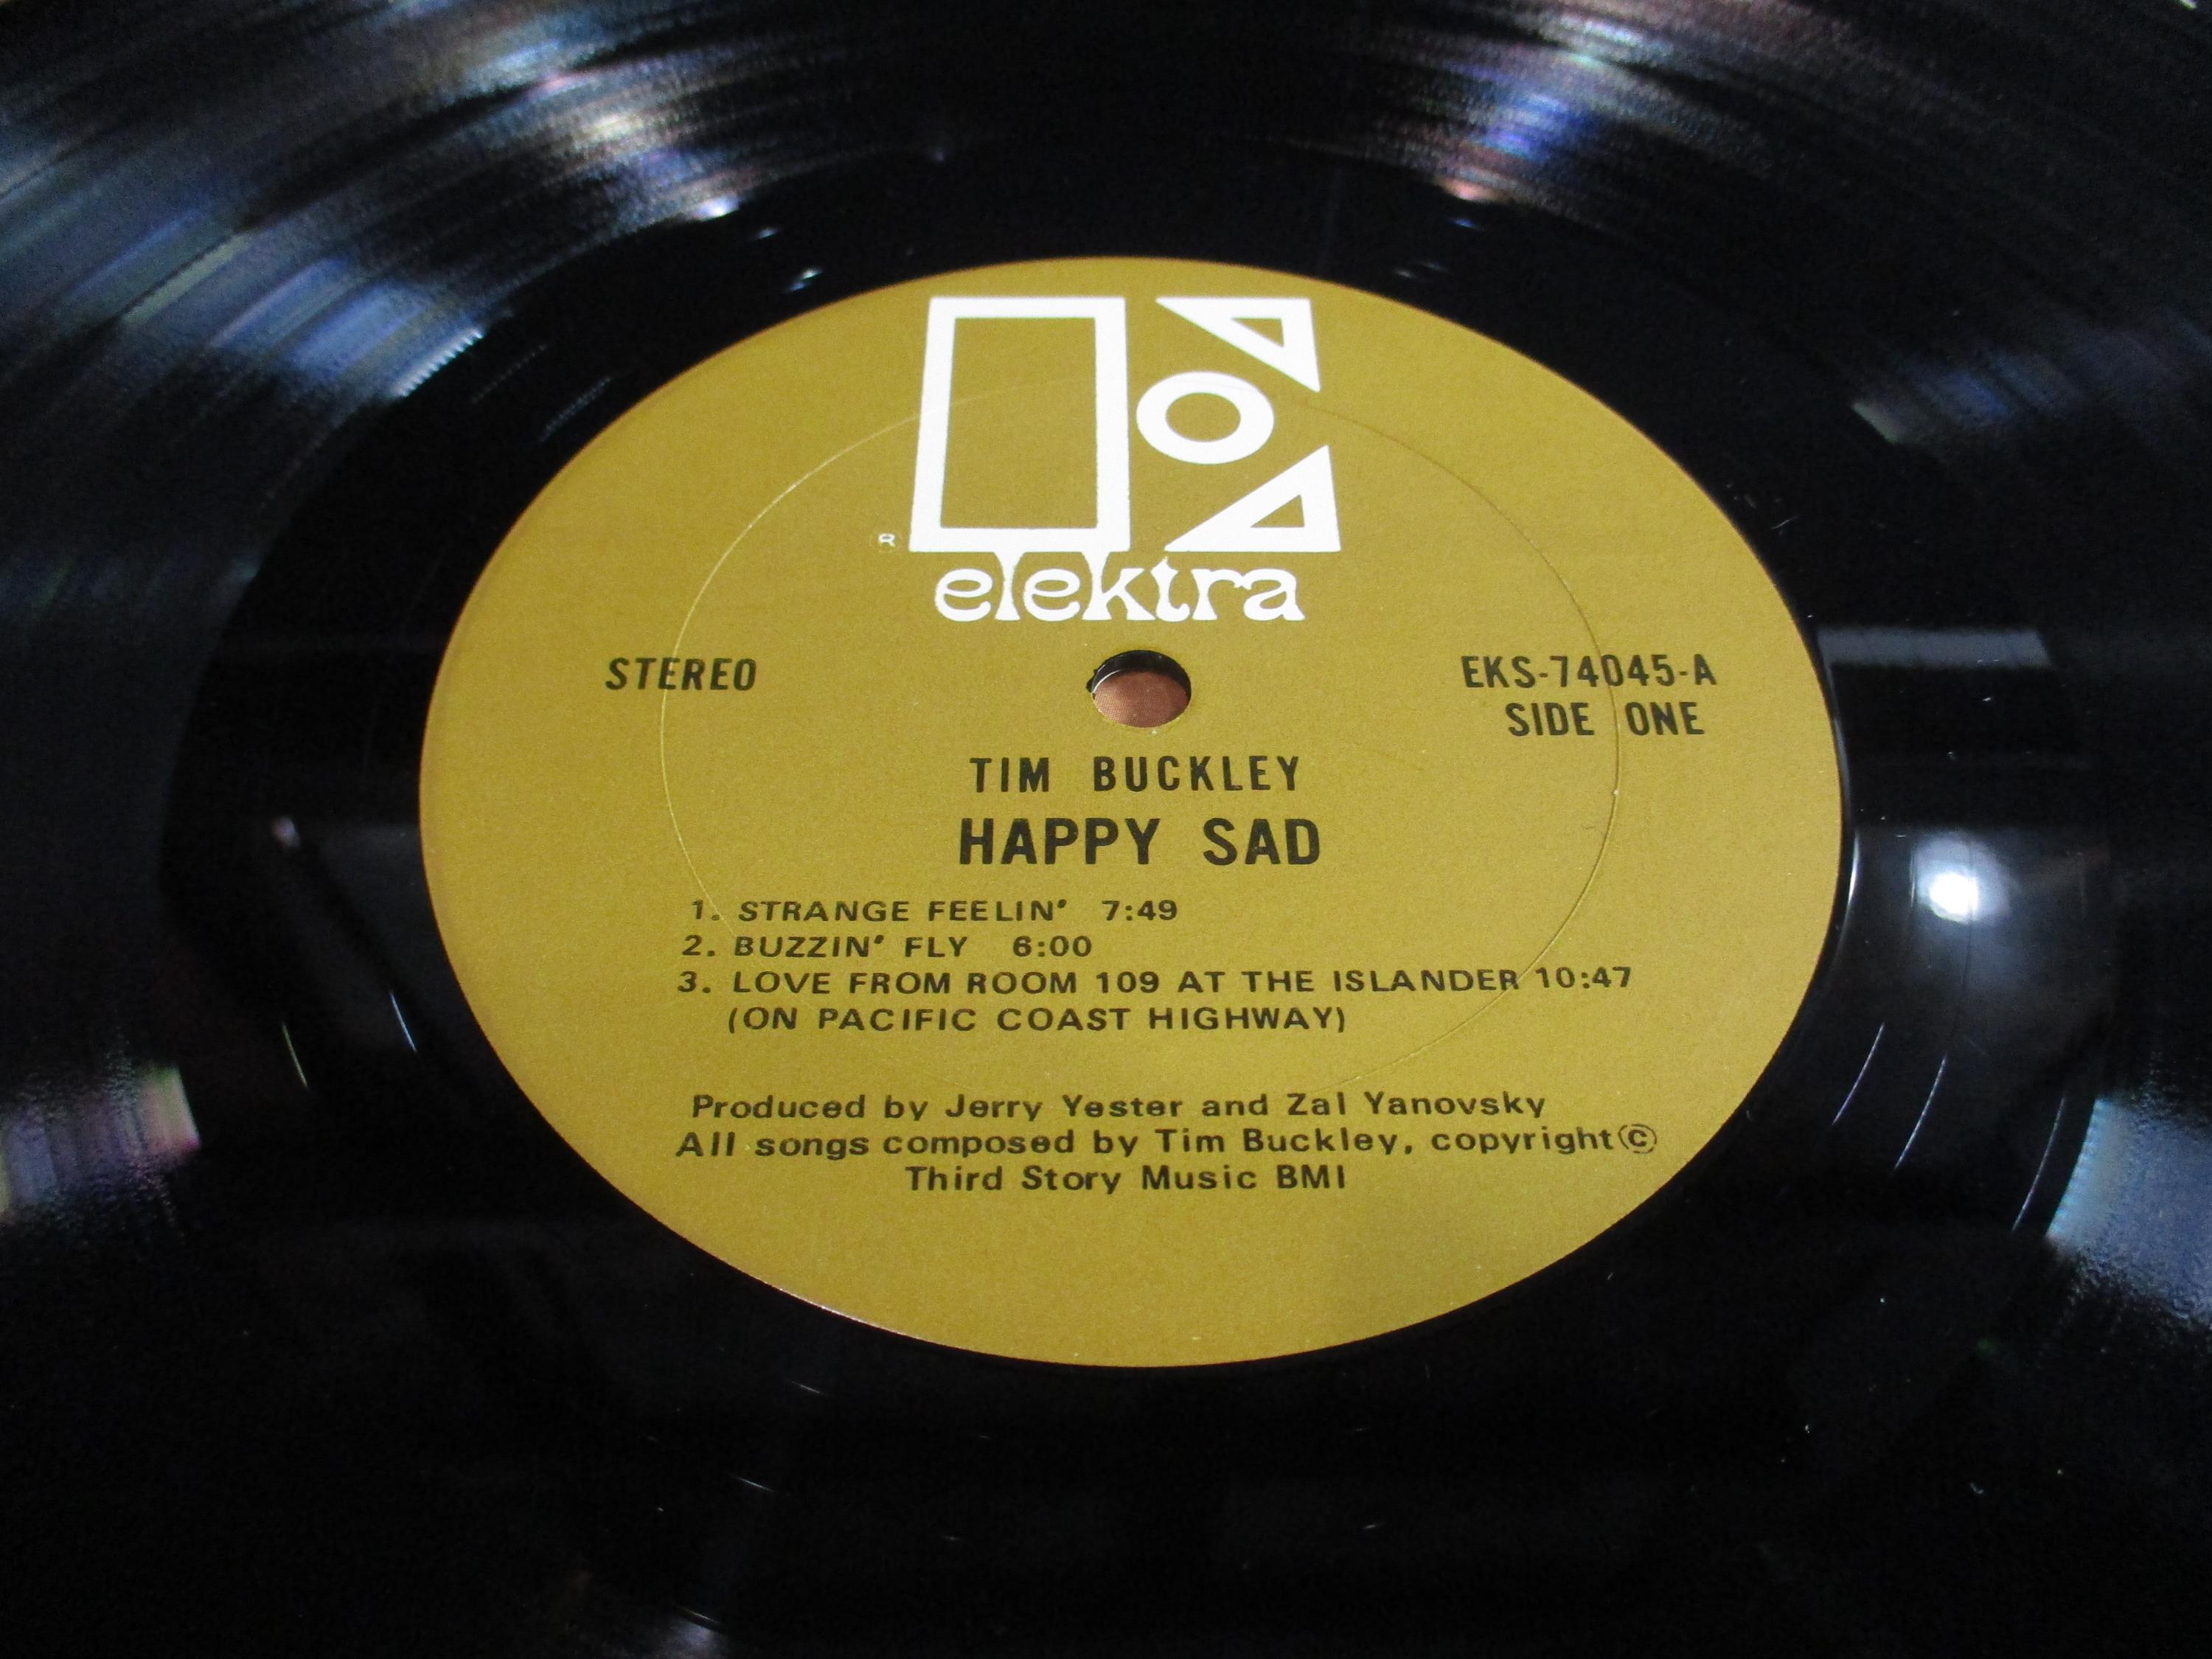 ®
elektra
STEREO
EKS-74045-A
SIDE ONE
TIM BUCKLEY
HAPPY SAD
1. STRANGE FEELIN' 7:49
2. BUZZIN' FLY 6:00
3. LOVE FROM ROOM 109 AT THE ISLANDER 10:47
(ON PACIFIC COAST HIGHWAY)
Produced by Jerry Yester and Zal Yanovsky
All songs composed by Tim Buckley, copyright ©
Third Story Music BMI